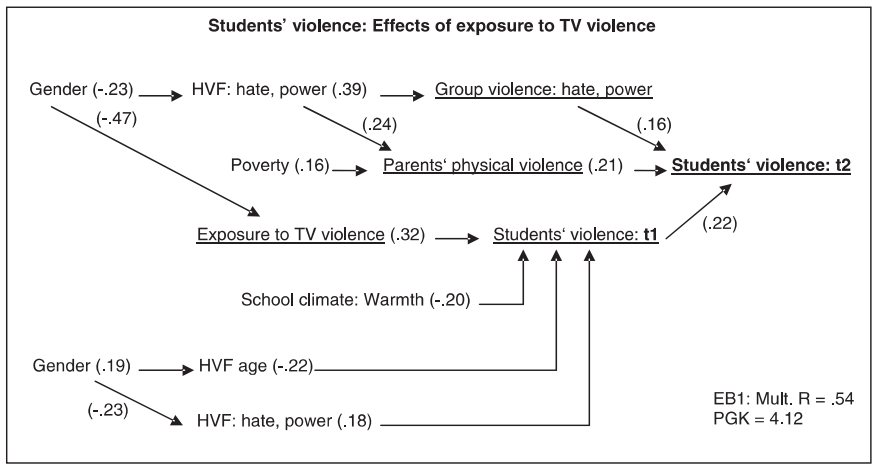 Students’ violence: Effects of exposure to TV violence
Gender (-.23) HVF: hate, power (.39) Group violence: hate, power
(-.47) (.24) (.16)
Poverty (.16) Parents‘ physical violence (.21) Students’ violence: t2
Exposure to TV violence (.32) Students‘ violence: t1 (.22)
School climate: Warmth (-.20)
Gender (.19) HVF age (-.22)
(-.23) HVF: hate, power (.18)
EB1: Mult. R = .54
PGK = 4.12